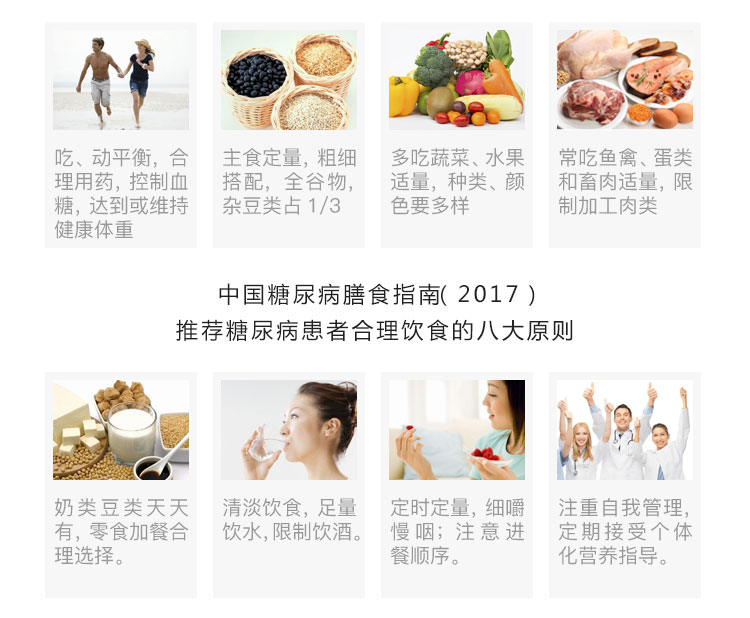 吃、动平衡，合
理用药，控制血
糖，达到或维持
健康体重
主食定量，粗细
搭配，全谷物，
杂豆类占1/3
多吃蔬菜、水果
适量，种类、颜
色要多样
常吃鱼禽、蛋类
和畜肉适量，限
制加工肉类
中国糖尿病膳食指南(2017)
推荐糖尿病患者合理饮食的八大原则
奶类豆类天天
有，零食加餐合
理选择。
清淡饮食，足量
饮水，限制饮酒。
定时定量，细嚼
慢咽；注意进
餐顺序。
注重自我管理，
定期接受个体
化营养指导。